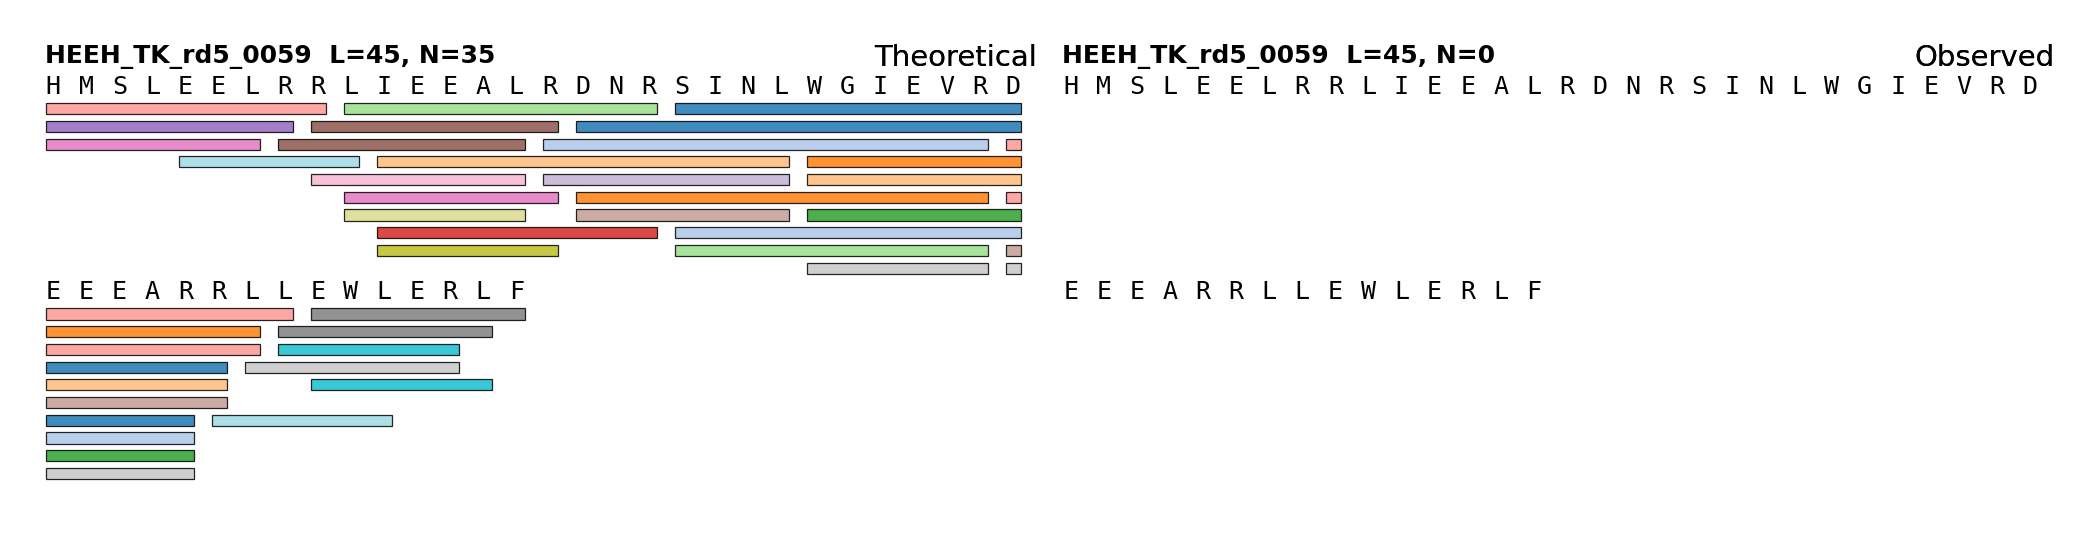 HEEH_TK_rd5_0059 L=45, N=35 Theoretical
H M S L E E L R R L I E E A L R D N R S I N L W G I E V R D
E E E A R R L L E W L E R L F
HEEH_TK_rd5_0059 L=45, N=0 Observed
H M S L E E L R R L I E E A L R D N R S I N L W G I E V R D
E E E A R R L L E W L E R L F